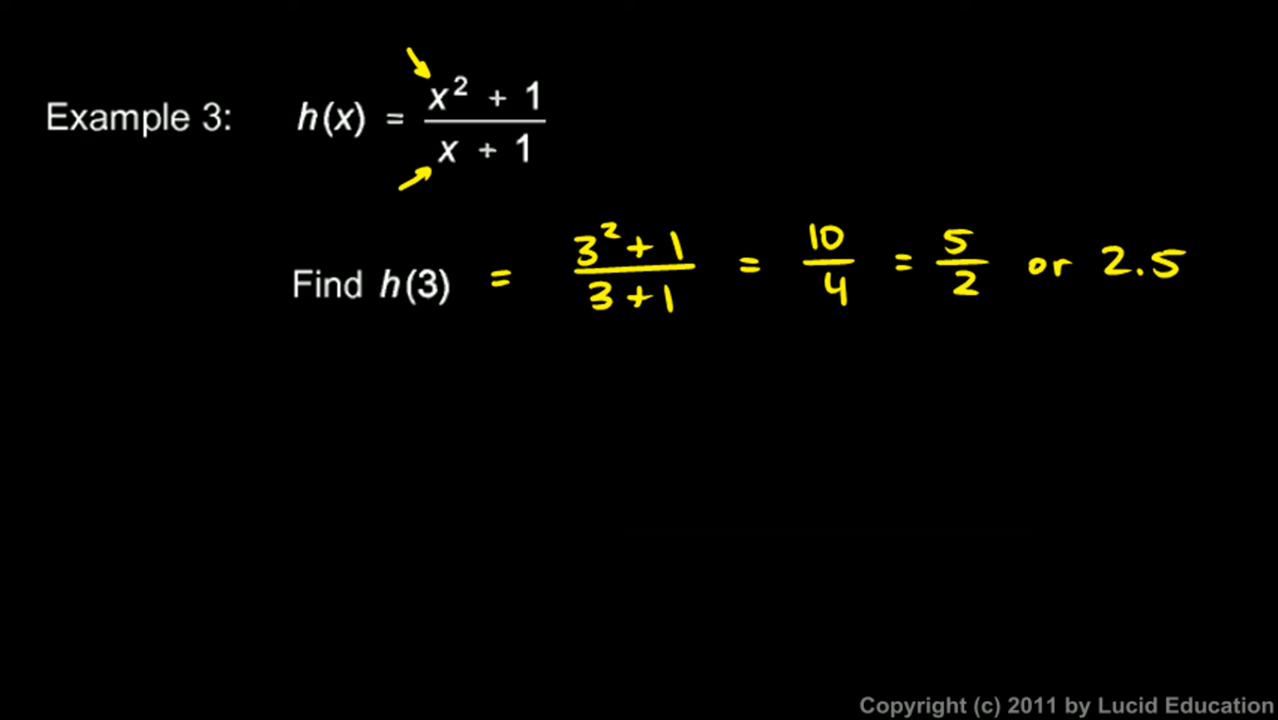 Example 3: h(x) = (x² + 1)/(x + 1)
Find h(3) = (3² + 1)/(3 + 1) = 10/4 = 5/2 or 2.5
Copyright (c) 2011 by Lucid Education